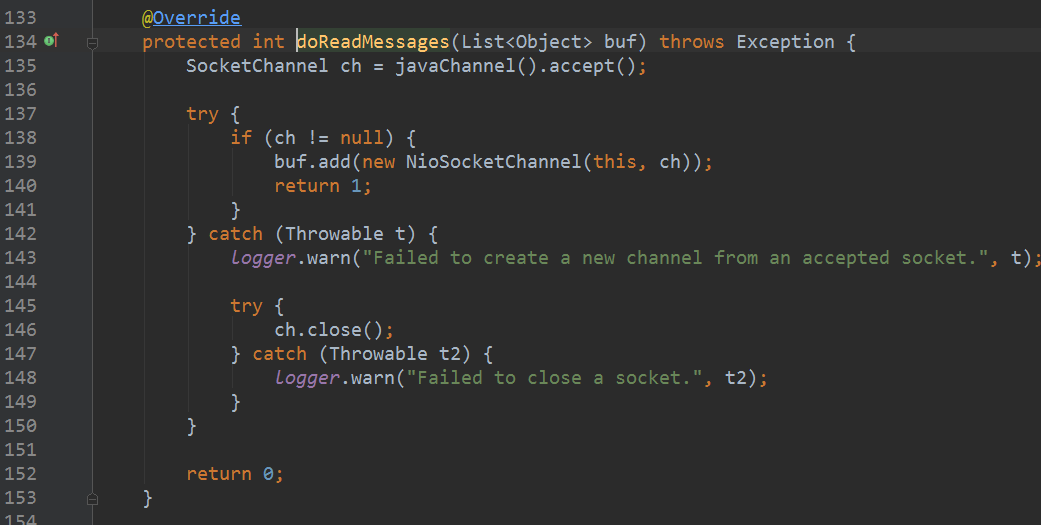 133 @Override
134 protected int doReadMessages(List<Object> buf) throws Exception {
135 SocketChannel ch = javaChannel().accept();
136
137 try {
138 if (ch != null) {
139 buf.add(new NioSocketChannel(this, ch));
140 return 1;
141 }
142 } catch (Throwable t) {
143 logger.warn("Failed to create a new channel from an accepted socket.", t);
144
145 try {
146 ch.close();
147 } catch (Throwable t2) {
148 logger.warn("Failed to close a socket.", t2);
149 }
150 }
151
152 return 0;
153 }
154